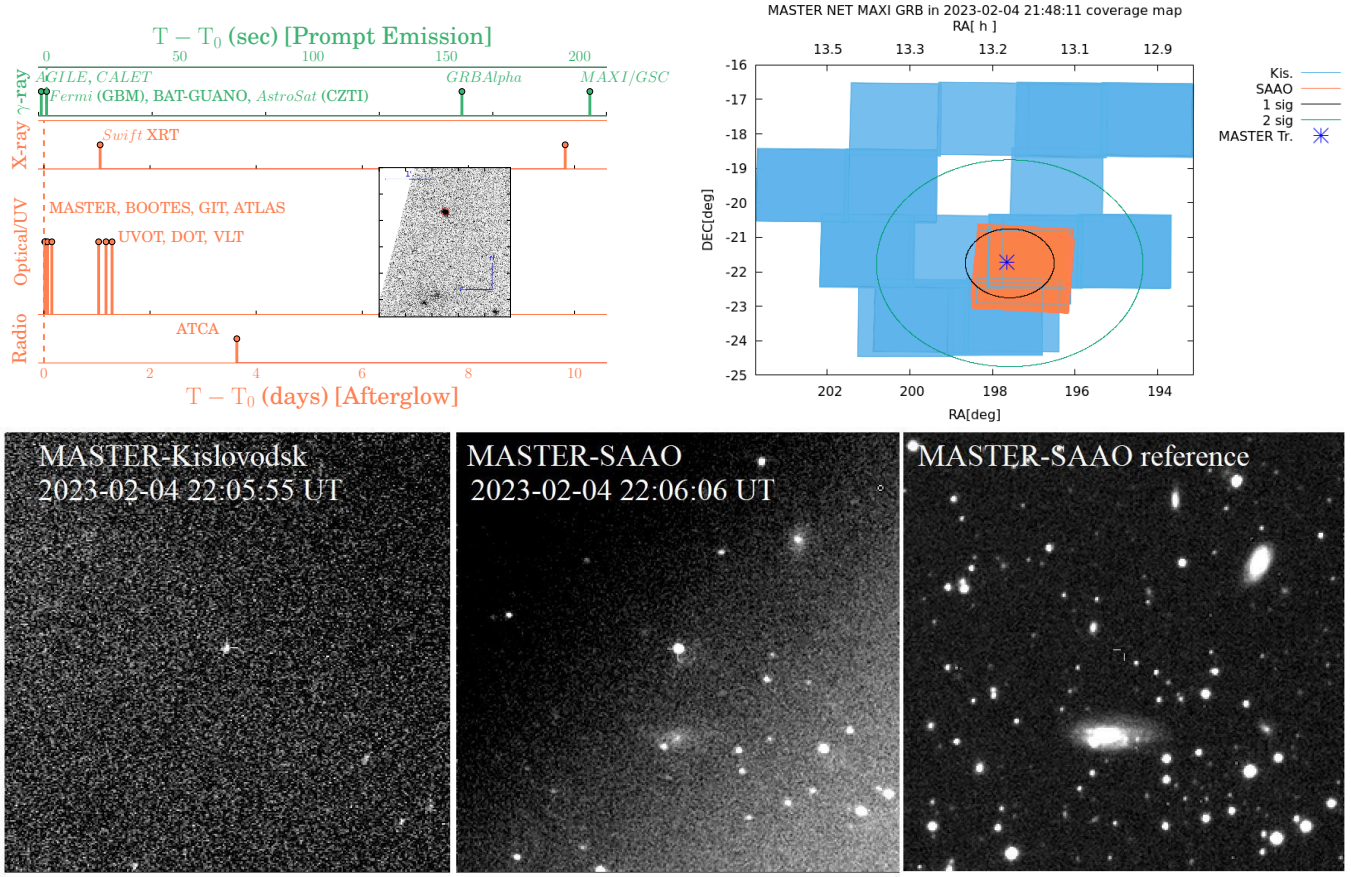 T − T₀ (sec) [Prompt Emission]
0 50 100 150 200
γ-ray
AGILE, CALET
GRBAlpha
MAXI/GSC
Fermi (GBM), BAT-GUANO, AstroSat (CZTI)
X-ray
Swift XRT
Optical/UV
MASTER, BOOTES, GIT, ATLAS
UVOT, DOT, VLT
Radio
ATCA
0 2 4 6 8 10
T − T₀ (days) [Afterglow]
MASTER NET MAXI GRB in 2023-02-04 21:48:11 coverage map
RA[ h ]
13.5 13.3 13.2 13.1 12.9
-16
-17
-18
-19
-20
-21
-22
-23
-24
-25
DEC[deg]
202 200 198 196 194
RA[deg]
Kis.
SAAO
1 sig
2 sig
MASTER Tr.
MASTER-Kislovodsk
2023-02-04 22:05:55 UT
MASTER-SAAO
2023-02-04 22:06:06 UT
MASTER-SAAO reference